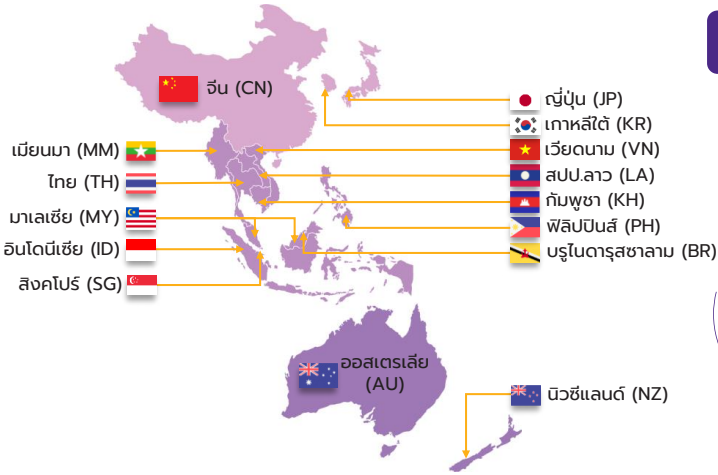 จีน (CN)
ญี่ปุ่น (JP)
เกาหลีใต้ (KR)
เมียนมา (MM)
เวียดนาม (VN)
ไทย (TH)
สปป.ลาว (LA)
มาเลเซีย (MY)
กัมพูชา (KH)
ฟิลิปปินส์ (PH)
อินโดนีเซีย (ID)
บรูไนดารุสซาลาม (BR)
สิงคโปร์ (SG)
ออสเตรเลีย
(AU)
นิวซีแลนด์ (NZ)